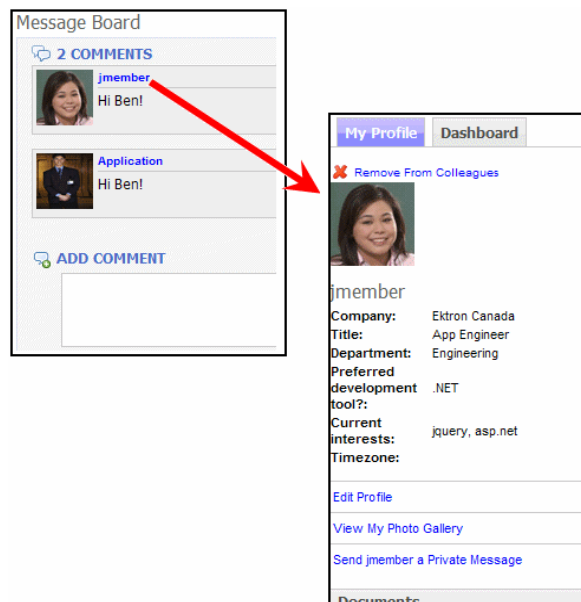 Message Board
2 COMMENTS
jmember
Hi Ben!
Application
Hi Ben!
ADD COMMENT
My Profile Dashboard
Remove From Colleagues
jmember
Company: Ektron Canada
Title: App Engineer
Department: Engineering
Preferred
development .NET
tool?:
Current
interests: jquery, asp.net
Timezone:
Edit Profile
View My Photo Gallery
Send jmember a Private Message
Documents